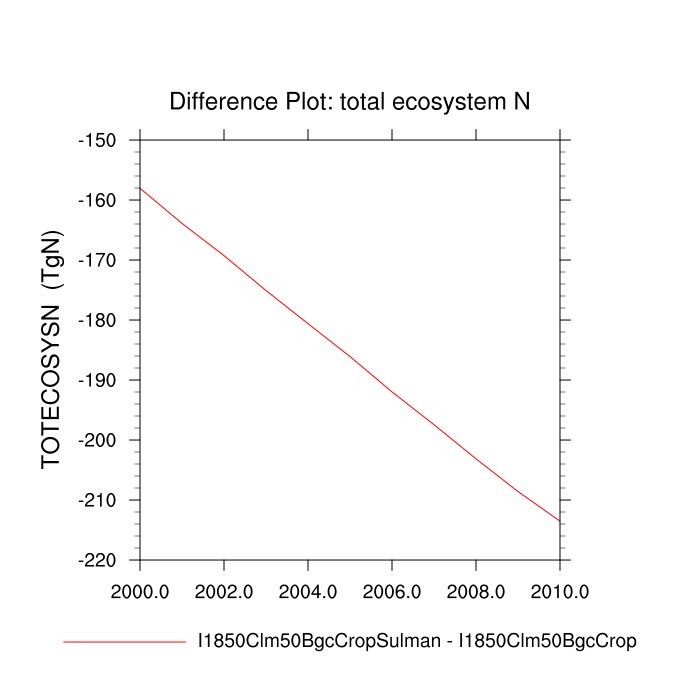 Difference Plot: total ecosystem N
TOTECOSYSN (TgN)
-150
-160
-170
-180
-190
-200
-210
-220
2000.0 2002.0 2004.0 2006.0 2008.0 2010.0
I1850Clm50BgcCropSulman - I1850Clm50BgcCrop